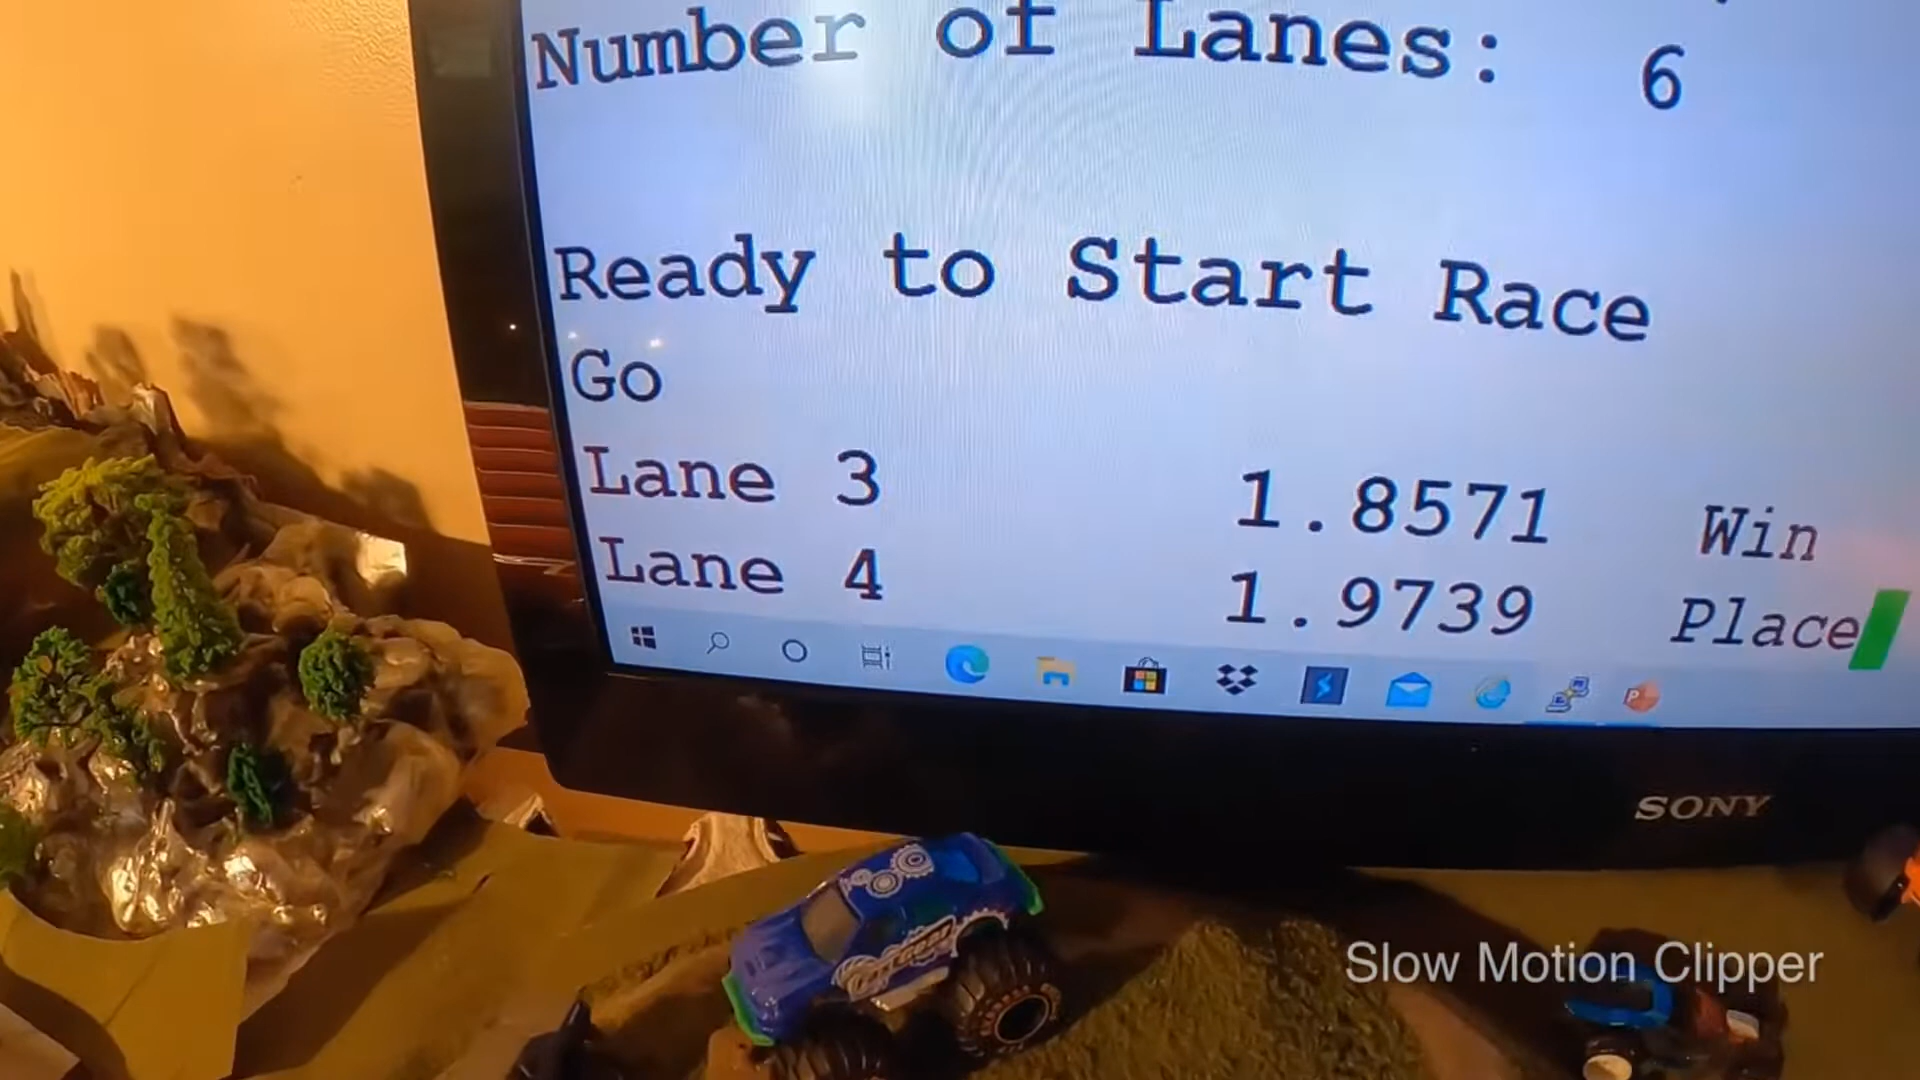 Number of Lanes: 6
Ready to Start Race
Go
Lane 3 1.8571 Win
Lane 4 1.9739 Place
SONY
Slow Motion Clipper